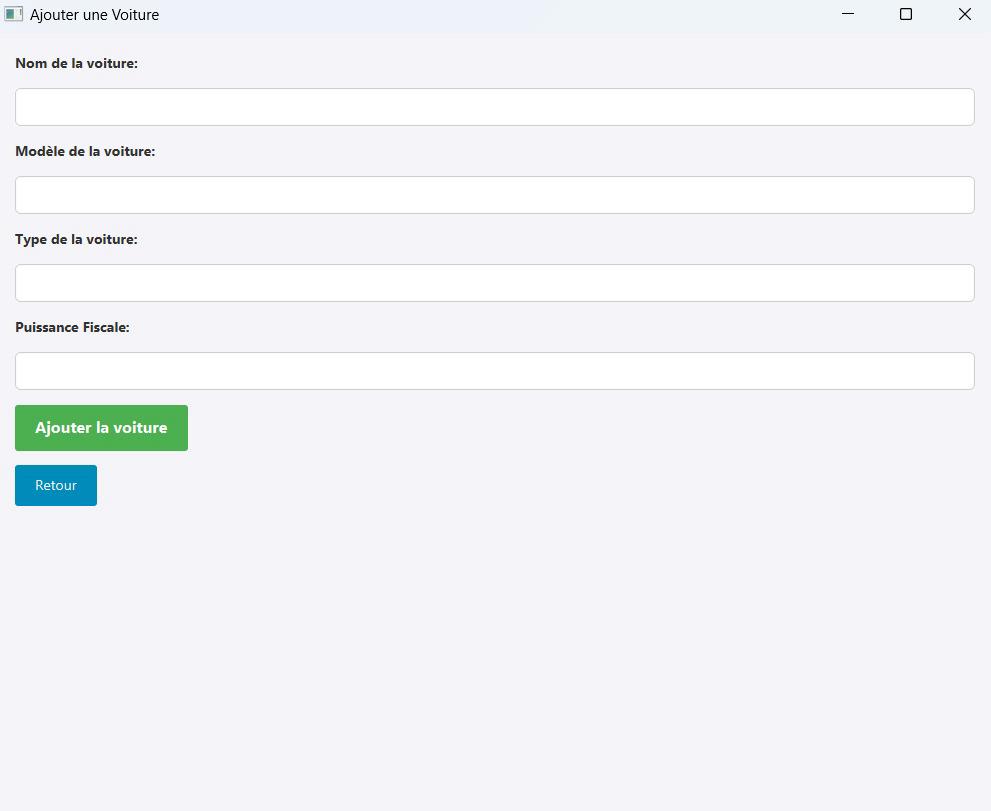 Ajouter une Voiture
Nom de la voiture:
Modèle de la voiture:
Type de la voiture:
Puissance Fiscale:
Ajouter la voiture
Retour